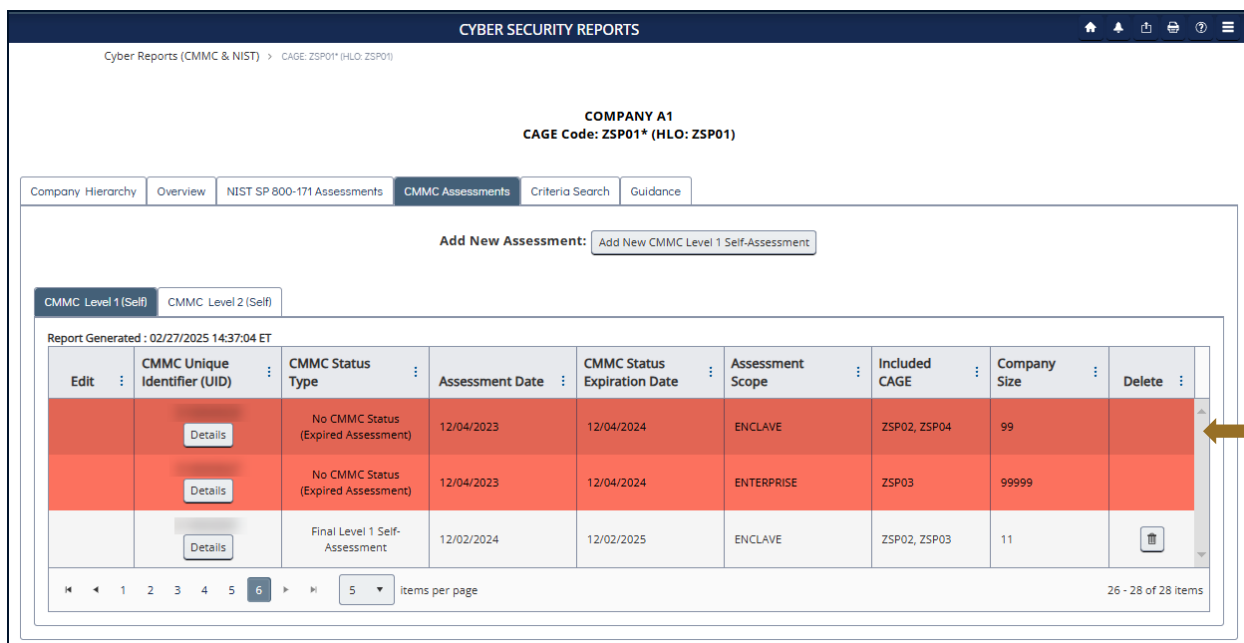 CYBER SECURITY REPORTS
Cyber Reports (CMMC & NIST) > CAGE: ZSP01* (HLO: ZSP01)
COMPANY A1
CAGE Code: ZSP01* (HLO: ZSP01)
Company Hierarchy Overview NIST SP 800-171 Assessments CMMC Assessments Criteria Search Guidance
Add New Assessment: Add New CMMC Level 1 Self-Assessment
CMMC Level 1 (Self) CMMC Level 2 (Self)
Report Generated : 02/27/2025 14:37:04 ET
Edit CMMC Unique Identifier (UID) CMMC Status Type Assessment Date CMMC Status Expiration Date Assessment Scope Included CAGE Company Size Delete
Details No CMMC Status (Expired Assessment) 12/04/2023 12/04/2024 ENCLAVE ZSP02, ZSP04 99
Details No CMMC Status (Expired Assessment) 12/04/2023 12/04/2024 ENTERPRISE ZSP03 99999
Details Final Level 1 Self-Assessment 12/02/2024 12/02/2025 ENCLAVE ZSP02, ZSP03 11
1 2 3 4 5 6 5 items per page 26 - 28 of 28 items